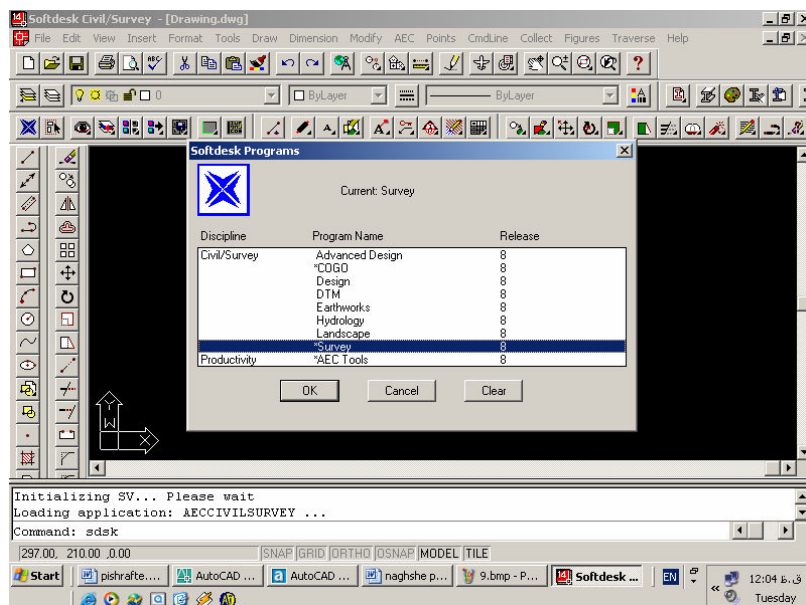 Softdesk Civil/Survey - [Drawing.dwg]
File Edit View Insert Format Tools Draw Dimension Modify AEC Points CmdLine Collect Figures Traverse Help
0 ByLayer ByLayer
Softdesk Programs
Current: Survey
Discipline Program Name Release
Civil/Survey Advanced Design 8
*COGO 8
Design 8
DTM 8
Earthworks 8
Hydrology 8
Landscape 8
*Survey 8
Productivity *AEC Tools 8
OK Cancel Clear
Initializing SV... Please wait
Loading application: AECCIVILSURVEY ...
Command: sdsk
297.00, 210.00 ,0.00 SNAP GRID ORTHO OSNAP MODEL TILE
Start pishrafte.... AutoCAD ... AutoCAD ... naghshe p... 9.bmp - P... Softdesk ... EN 12:04 ق.ظ
Tuesday